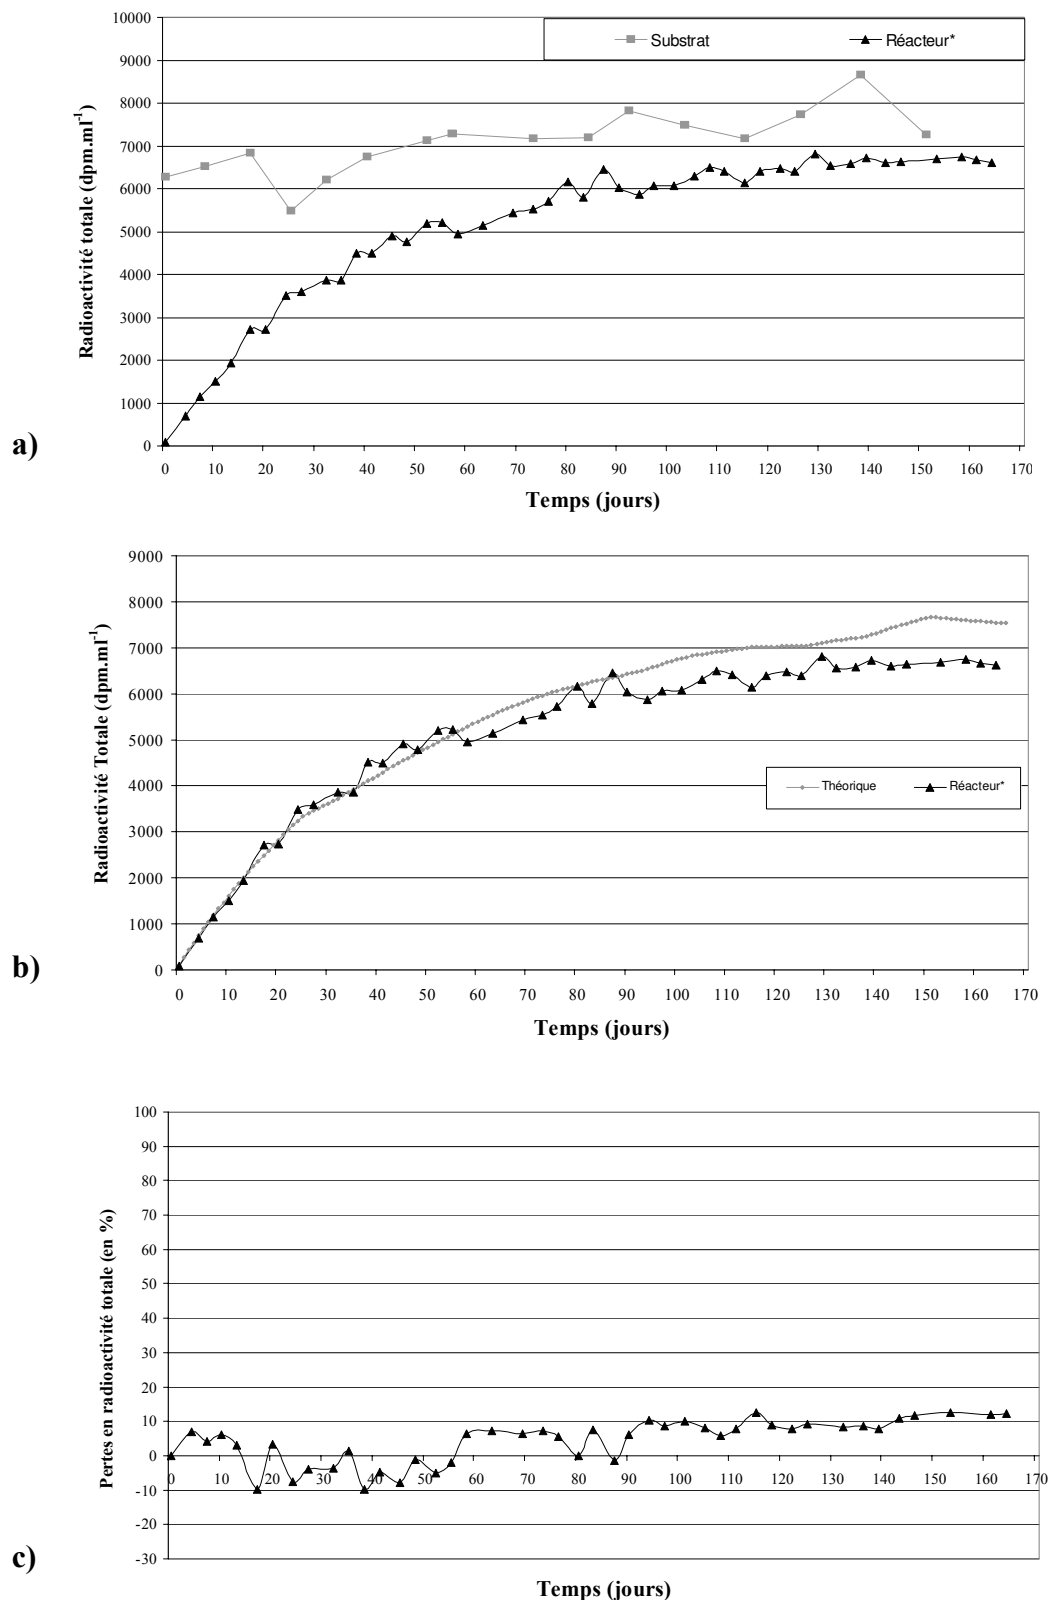 10000
9000
8000
7000
6000
5000
4000
3000
2000
1000
0
Radioactivité totale (dpm.ml-1)
Substrat Réacteur*
0 10 20 30 40 50 60 70 80 90 100 110 120 130 140 150 160 170
Temps (jours)
a)
9000
8000
7000
6000
5000
4000
3000
2000
1000
0
Radioactivité Totale (dpm.ml-1)
Théorique Réacteur*
0 10 20 30 40 50 60 70 80 90 100 110 120 130 140 150 160 170
Temps (jours)
b)
100
90
80
70
60
50
40
30
20
10
0
-10
-20
-30
Pertes en radioactivité totale (en %)
0 10 20 30 40 50 60 70 80 90 100 110 120 130 140 150 160 170
Temps (jours)
c)